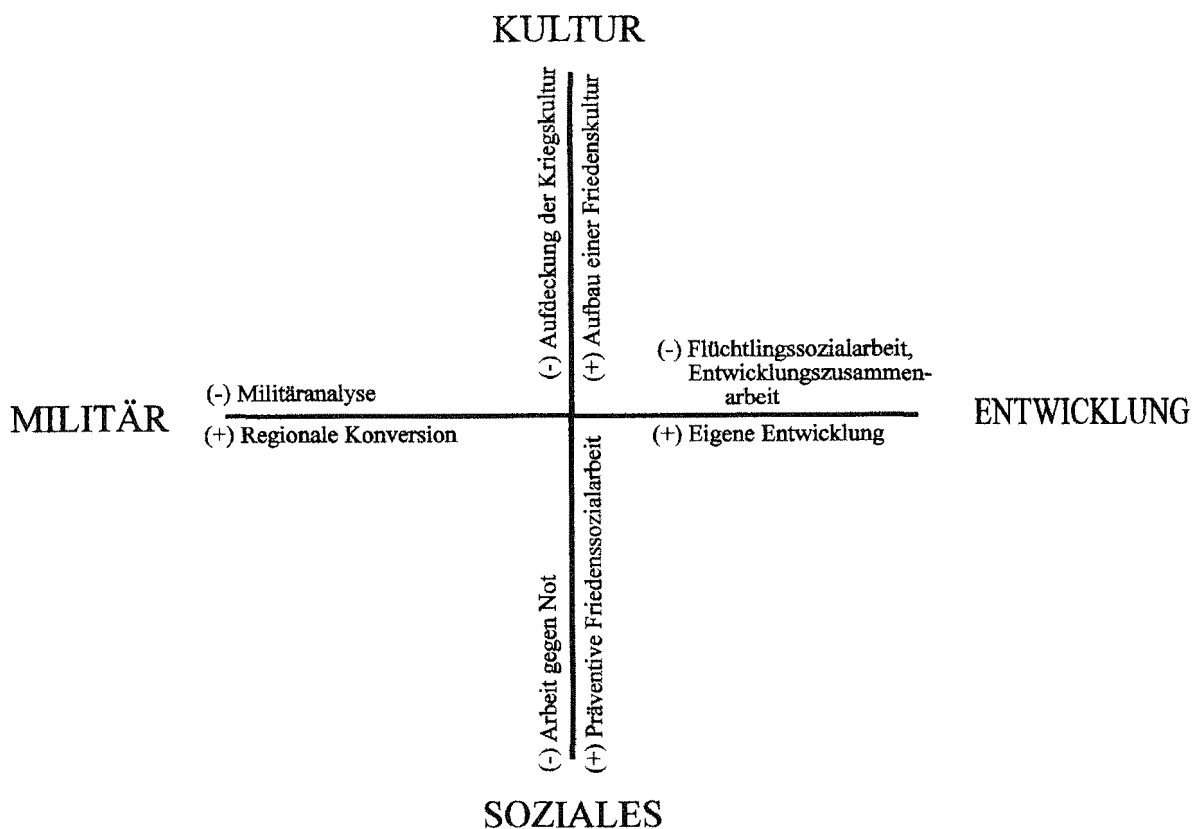 KULTUR
(-) Aufdeckung der Kriegskultur
(+) Aufbau einer Friedenskultur
(-) Flüchtlingssozialarbeit,
Entwicklungszusammen-
arbeit
(-) Militäranalyse
MILITÄR
ENTWICKLUNG
(+) Regionale Konversion
(+) Eigene Entwicklung
(-) Arbeit gegen Not
(+) Präventive Friedenssozialarbeit
SOZIALES